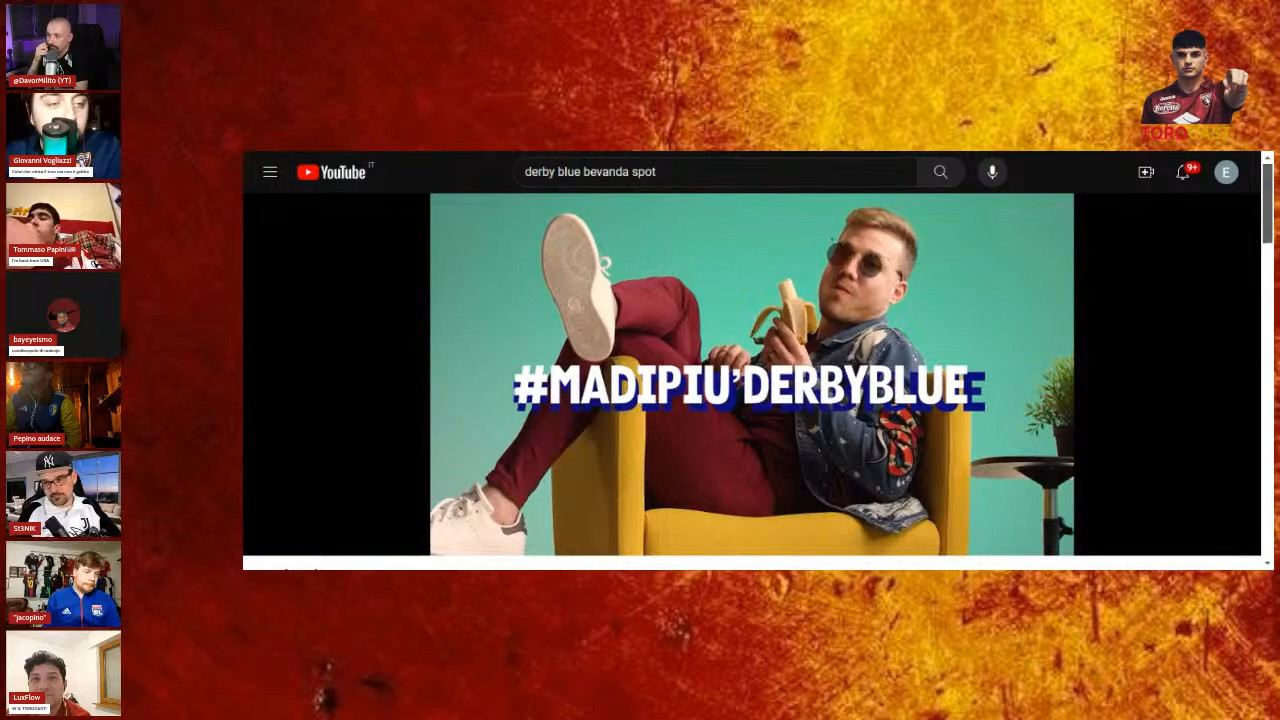 @DavorMilito (YT)
Giovanni Vogliazzi
Tommaso Papini
I'm back from USA
bayeyeismo
Pepino audace
St3NIK
"jacopino"
LuxFlow
W IL TOROCAST!
YouTube IT
derby blue bevanda spot
9+
E
#MADIPIU'DERBYBLUE
Beretta
TORO